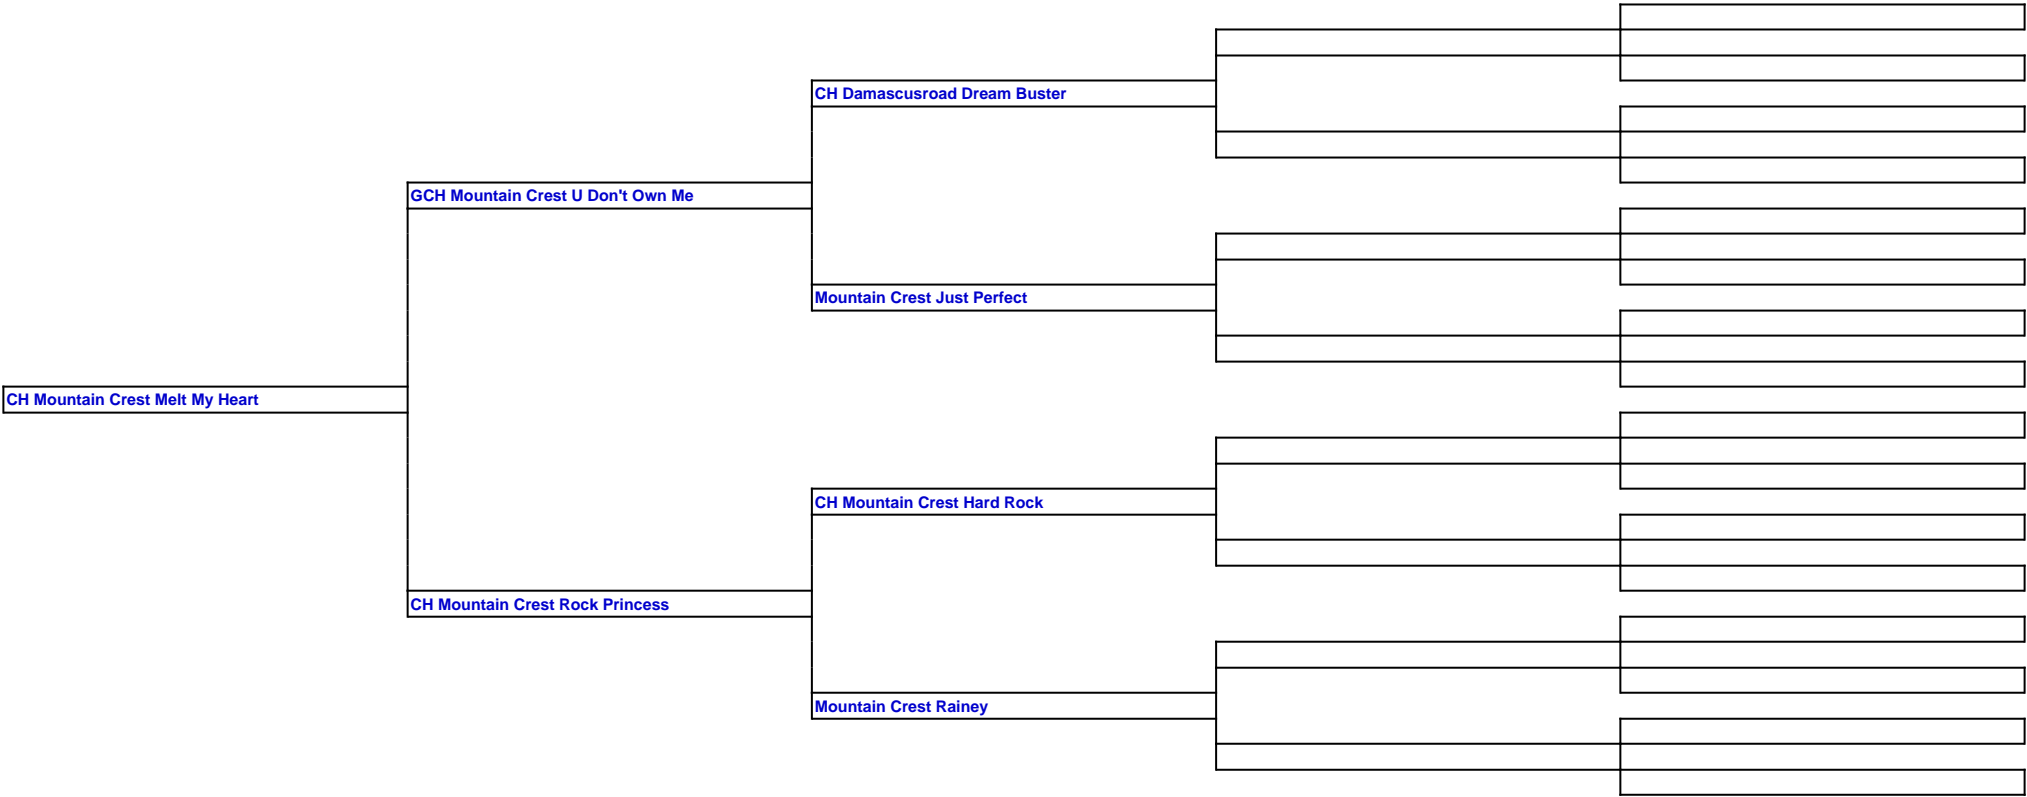 CH Damascusroad Dream Buster
GCH Mountain Crest U Don't Own Me
Mountain Crest Just Perfect
CH Mountain Crest Melt My Heart
CH Mountain Crest Hard Rock
CH Mountain Crest Rock Princess
Mountain Crest Rainey